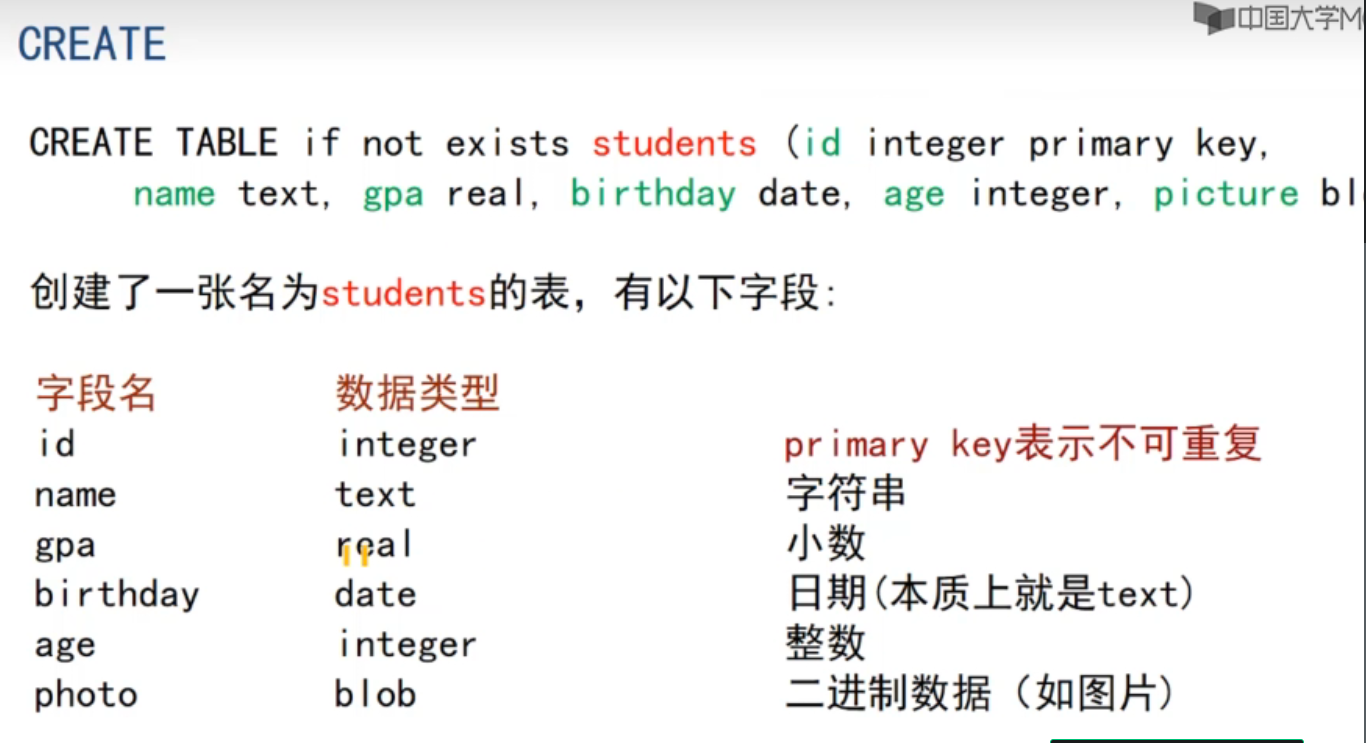 中国大学M
CREATE
CREATE TABLE if not exists students (id integer primary key,
name text, gpa real, birthday date, age integer, picture bl
创建了一张名为students的表，有以下字段：
字段名 数据类型
id integer primary key表示不可重复
name text 字符串
gpa real 小数
birthday date 日期(本质上就是text)
age integer 整数
photo blob 二进制数据（如图片）